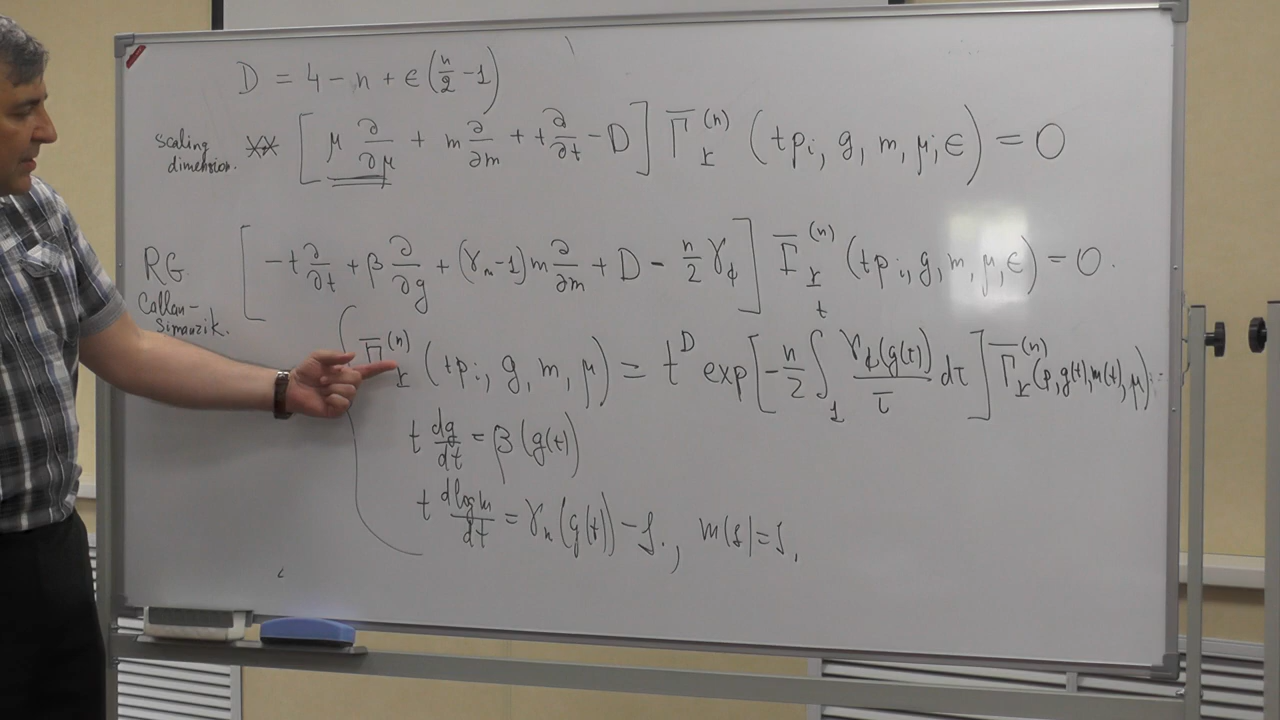 D = 4 - n + ϵ(n/2 - 1)
scaling dimension. ** [μ ∂/∂μ + m ∂/∂m + t ∂/∂t - D] Γ̄_r^(n) (tp_i, g, m, μ, ϵ) = 0
RG. Callan-Simanzik. [-t ∂/∂t + β ∂/∂g + (γ_m - 1) m ∂/∂m + D - n/2 γ_ϕ] Γ̄_r^(n) (tp_i, g, m, μ, ϵ) = 0.
t
Γ̄_r^(n) (tp_i, g, m, μ) = t^D exp[-n/2 ∫_1 γ_ϕ(g(t))/τ dτ] Γ̄_r^(n) (p, g(t), m(t), μ)
t dg/dt = β(g(t))
t dlog m/dt = γ_m(g(t)) - 1., m(1) = 1,